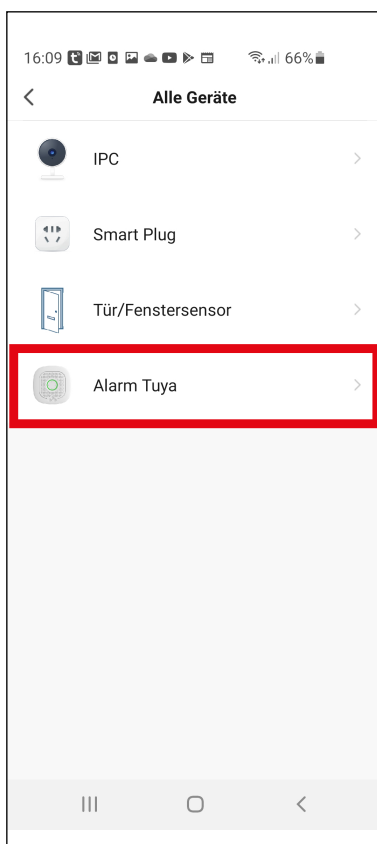 16:09 66%
Alle Geräte
IPC
Smart Plug
Tür/Fenstersensor
Alarm Tuya